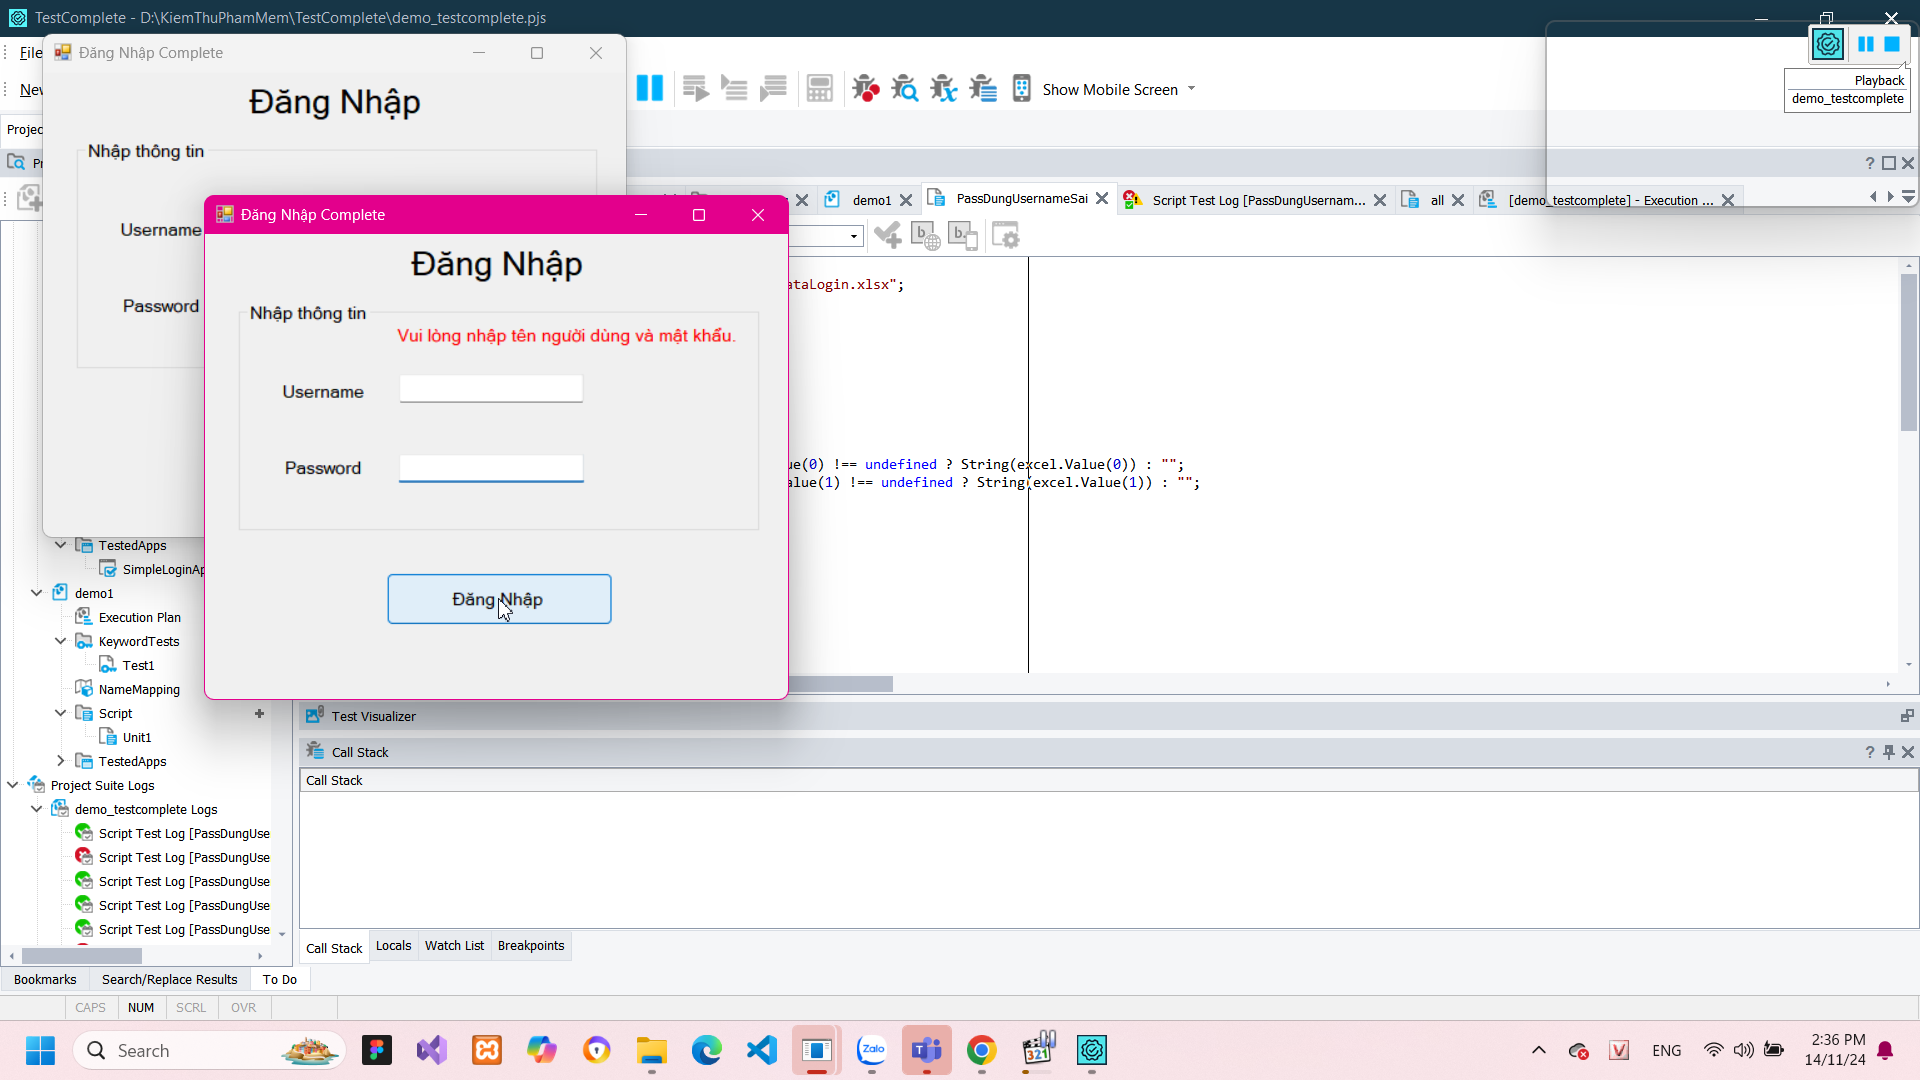 TestComplete - D:\KiemThuPhamMem\TestComplete\demo_testcomplete.pjs
File
Đăng Nhập Complete
Playback
demo_testcomplete
New
Show Mobile Screen
Đăng Nhập
Nhập thông tin
Username
Password
demo1
PassDungUsernameSai
Script Test Log [PassDungUsernam...
all
[demo_testcomplete] - Execution ...
Đăng Nhập Complete
Đăng Nhập
Nhập thông tin
Vui lòng nhập tên người dùng và mật khẩu.
Username
Password
Đăng Nhập
ataLogin.xlsx";
ue(0) !== undefined ? String(excel.Value(0)) : "";
alue(1) !== undefined ? String(excel.Value(1)) : "";
TestedApps
SimpleLoginAp
demo1
Execution Plan
KeywordTests
Test1
NameMapping
Script
Unit1
TestedApps
Project Suite Logs
demo_testcomplete Logs
Script Test Log [PassDungUse
Script Test Log [PassDungUse
Script Test Log [PassDungUse
Script Test Log [PassDungUse
Script Test Log [PassDungUse
Test Visualizer
Call Stack
Call Stack
Call Stack Locals Watch List Breakpoints
Bookmarks Search/Replace Results To Do
CAPS NUM SCRL OVR
Search
Zalo
321
V
ENG
2:36 PM
14/11/24